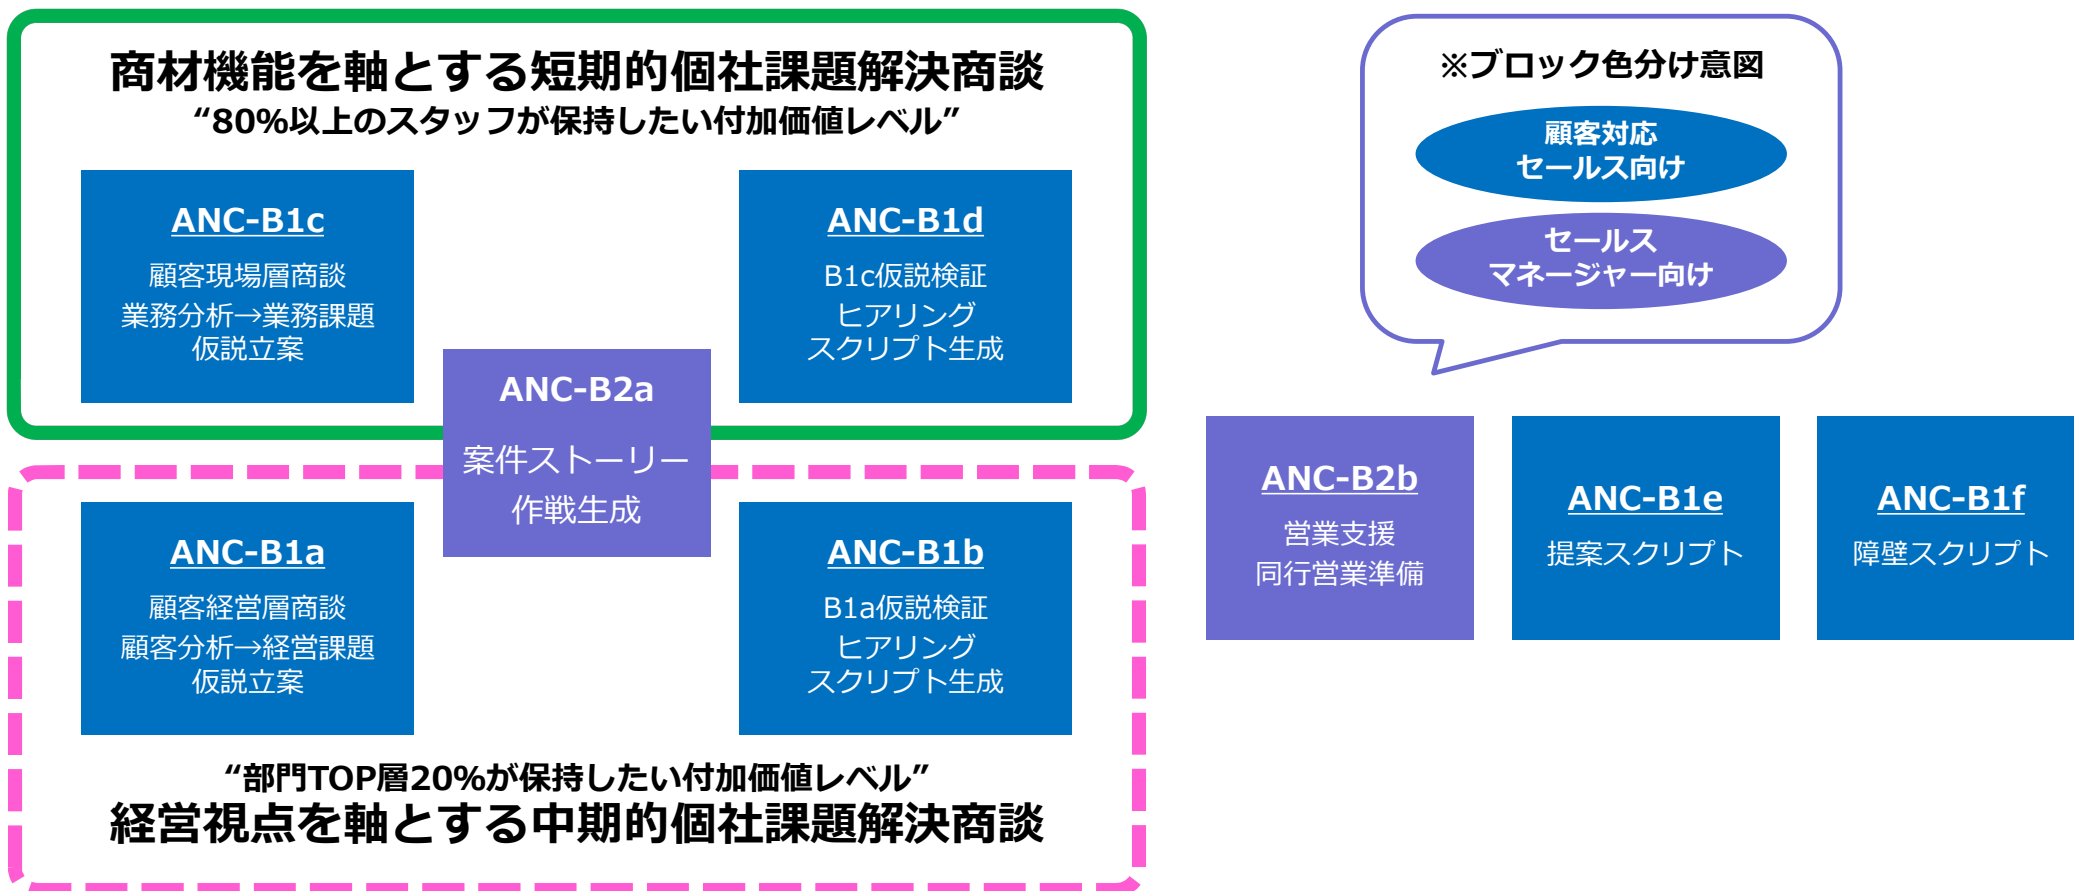 商材機能を軸とする短期的個社課題解決商談
“80%以上のスタッフが保持したい付加価値レベル”
ANC-B1c
顧客現場層商談
業務分析→業務課題
仮説立案
ANC-B1d
B1c仮説検証
ヒアリング
スクリプト生成
ANC-B2a
案件ストーリー
作戦生成
ANC-B1a
顧客経営層商談
顧客分析→経営課題
仮説立案
ANC-B1b
B1a仮説検証
ヒアリング
スクリプト生成
“部門TOP層20%が保持したい付加価値レベル”
経営視点を軸とする中期的個社課題解決商談
※ブロック色分け意図
顧客対応
セールス向け
セールス
マネージャー向け
ANC-B2b
営業支援
同行営業準備
ANC-B1e
提案スクリプト
ANC-B1f
障壁スクリプト